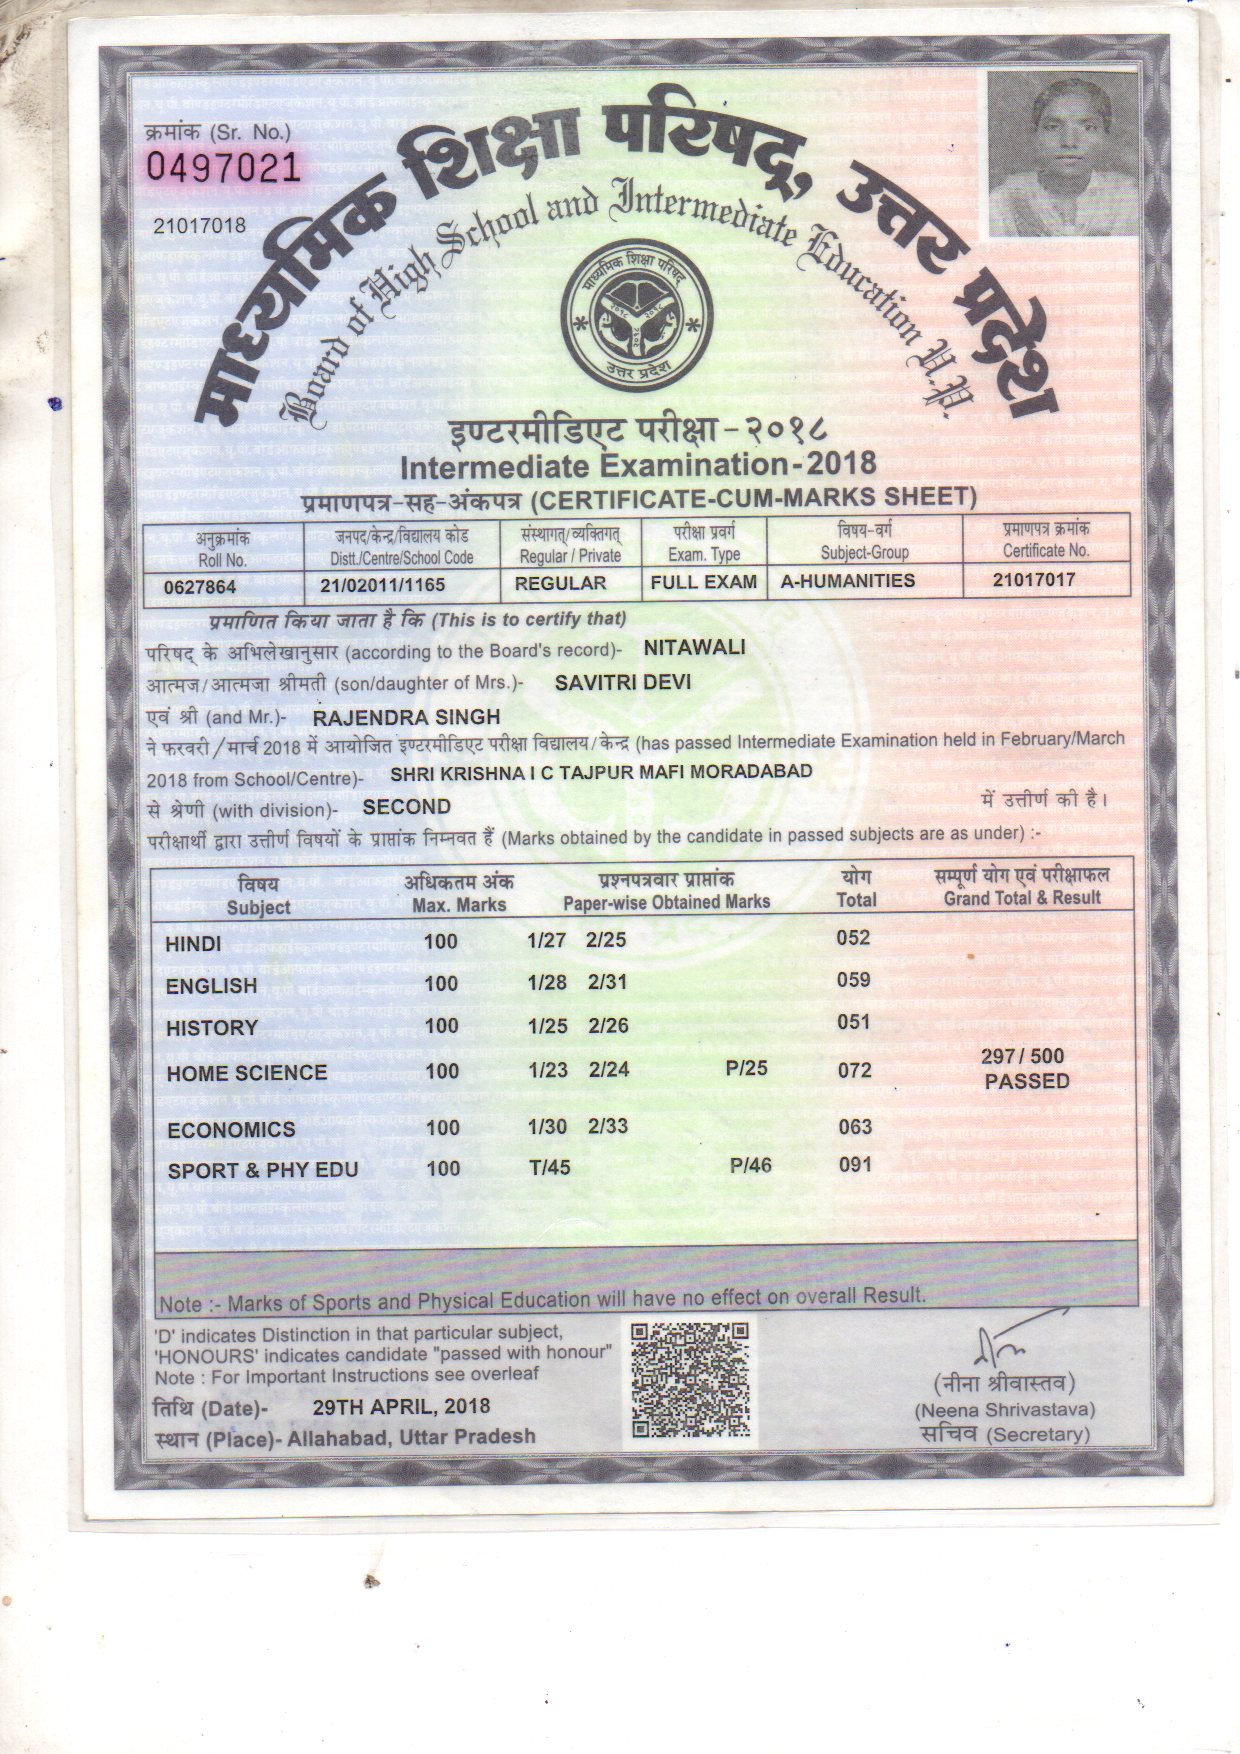 क्रमांक (Sr. No.)
0497021
21017018
माध्यमिक शिक्षा परिषद्, उत्तर प्रदेश
Board of High School and Intermediate Education U.P.
माध्यमिक शिक्षा परिषद्
उत्तर प्रदेश
इण्टरमीडिएट परीक्षा - २०१८
Intermediate Examination - 2018
प्रमाणपत्र-सह-अंकपत्र (CERTIFICATE-CUM-MARKS SHEET)
अनुक्रमांक जनपद/केन्द्र/विद्यालय कोड संस्थागत्/व्यक्तिगत् परीक्षा प्रवर्ग विषय-वर्ग प्रमाणपत्र क्रमांक
Roll No. Distt./Centre/School Code Regular / Private Exam. Type Subject-Group Certificate No.
0627864 21/02011/1165 REGULAR FULL EXAM A-HUMANITIES 21017017
प्रमाणित किया जाता है कि (This is to certify that)
परिषद् के अभिलेखानुसार (according to the Board's record)- NITAWALI
आत्मज/आत्मजा श्रीमती (son/daughter of Mrs.)- SAVITRI DEVI
एवं श्री (and Mr.)- RAJENDRA SINGH
ने फरवरी/मार्च 2018 में आयोजित इण्टरमीडिएट परीक्षा विद्यालय/केन्द्र (has passed Intermediate Examination held in February/March
2018 from School/Centre)- SHRI KRISHNA I C TAJPUR MAFI MORADABAD
से श्रेणी (with division)- SECOND में उत्तीर्ण की है।
परीक्षार्थी द्वारा उत्तीर्ण विषयों के प्राप्तांक निम्नवत हैं (Marks obtained by the candidate in passed subjects are as under) :-
विषय अधिकतम अंक प्रश्नपत्रवार प्राप्तांक योग सम्पूर्ण योग एवं परीक्षाफल
Subject Max. Marks Paper-wise Obtained Marks Total Grand Total & Result
HINDI 100 1/27 2/25 052
ENGLISH 100 1/28 2/31 059
HISTORY 100 1/25 2/26 051
HOME SCIENCE 100 1/23 2/24 P/25 072 297 / 500
PASSED
ECONOMICS 100 1/30 2/33 063
SPORT & PHY EDU 100 T/45 P/46 091
Note :- Marks of Sports and Physical Education will have no effect on overall Result.
'D' indicates Distinction in that particular subject,
'HONOURS' indicates candidate "passed with honour"
Note : For Important Instructions see overleaf
तिथि (Date)- 29TH APRIL, 2018
स्थान (Place)- Allahabad, Uttar Pradesh
(नीना श्रीवास्तव)
(Neena Shrivastava)
सचिव (Secretary)